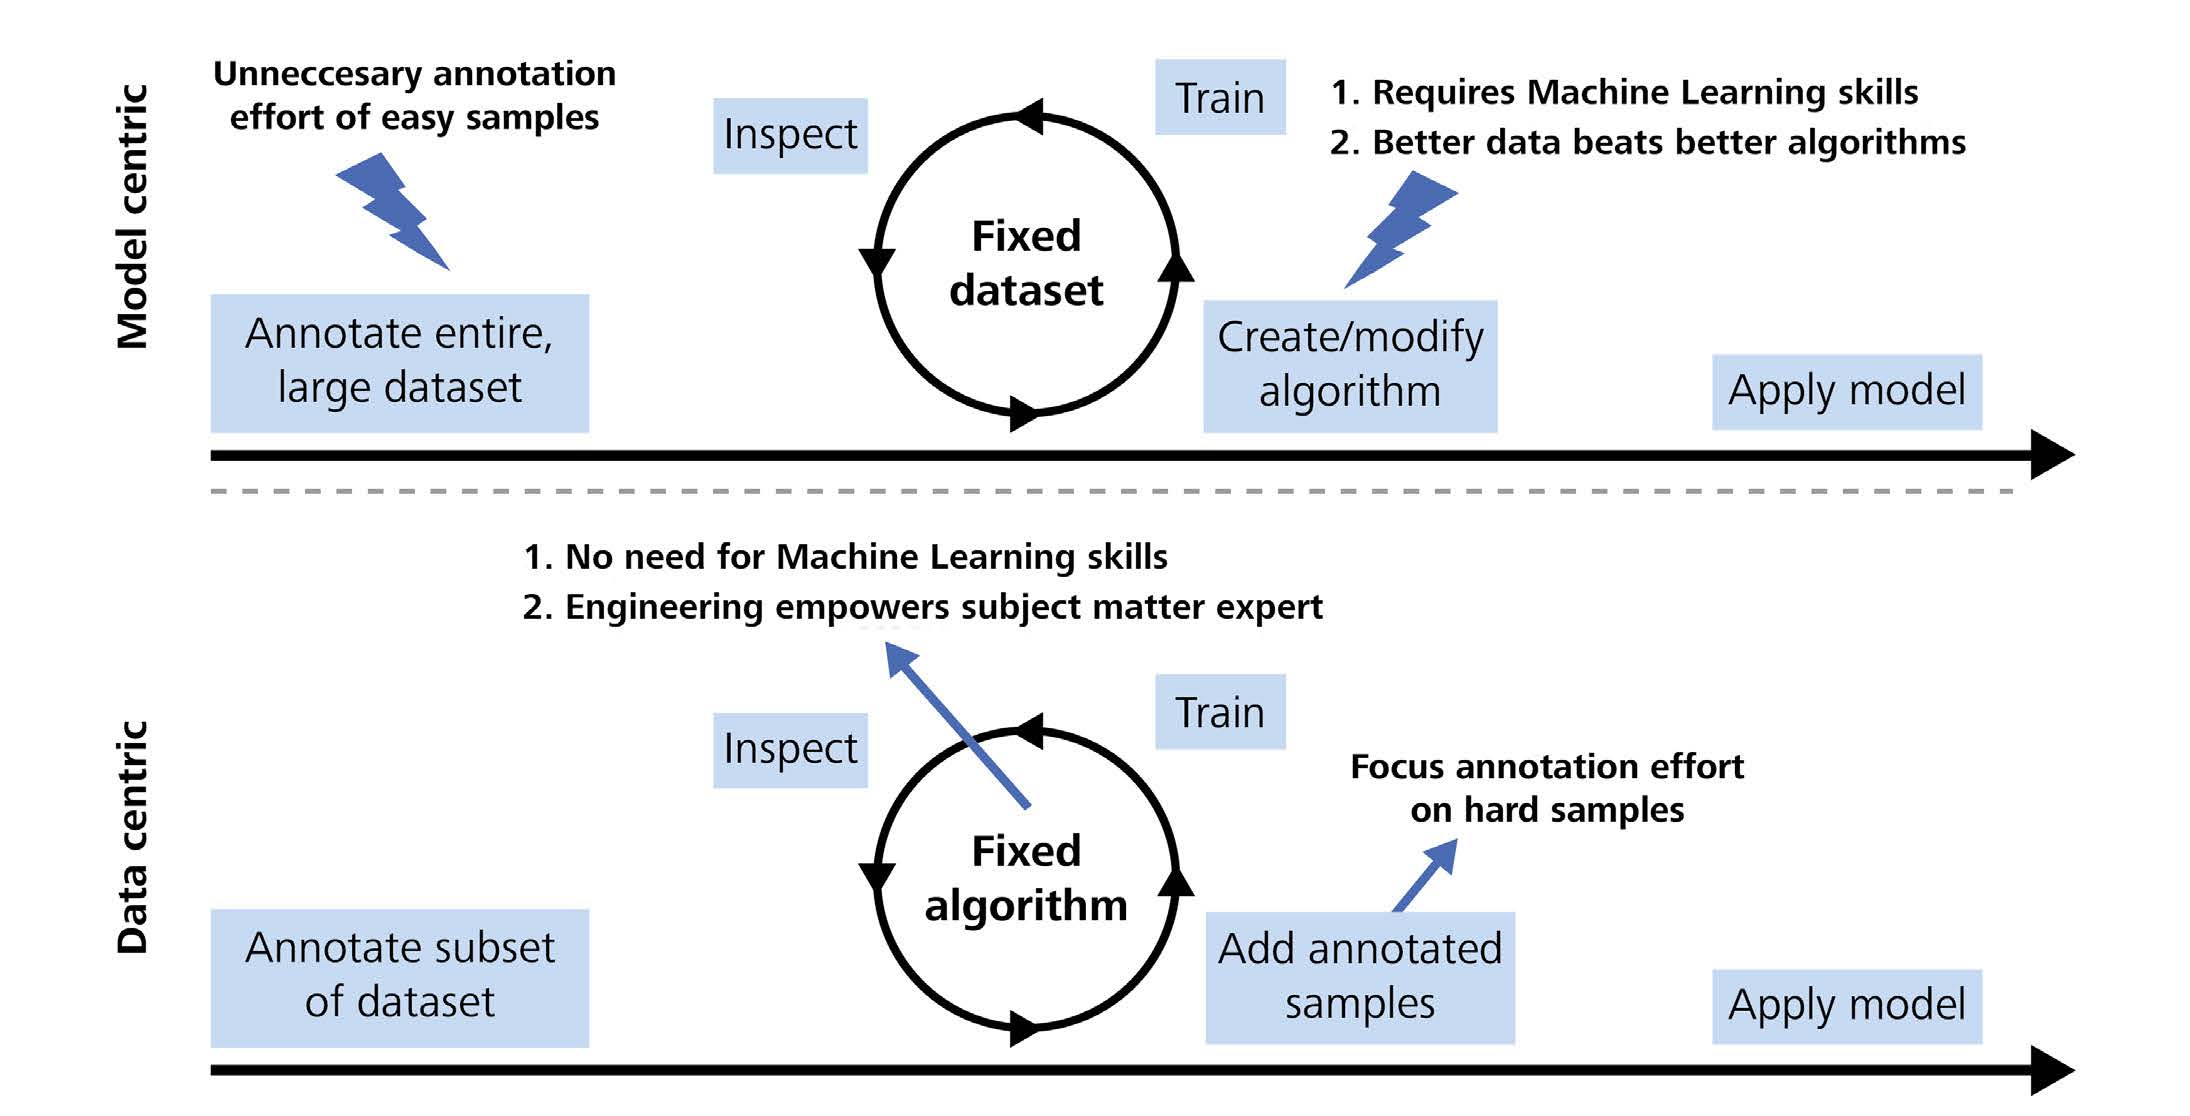 Model centric
Unneccesary annotation
effort of easy samples
Annotate entire,
large dataset
Inspect
Fixed
dataset
Train
1. Requires Machine Learning skills
2. Better data beats better algorithms
Create/modify
algorithm
Apply model
Data centric
1. No need for Machine Learning skills
2. Engineering empowers subject matter expert
Annotate subset
of dataset
Inspect
Fixed
algorithm
Train
Focus annotation effort
on hard samples
Add annotated
samples
Apply model